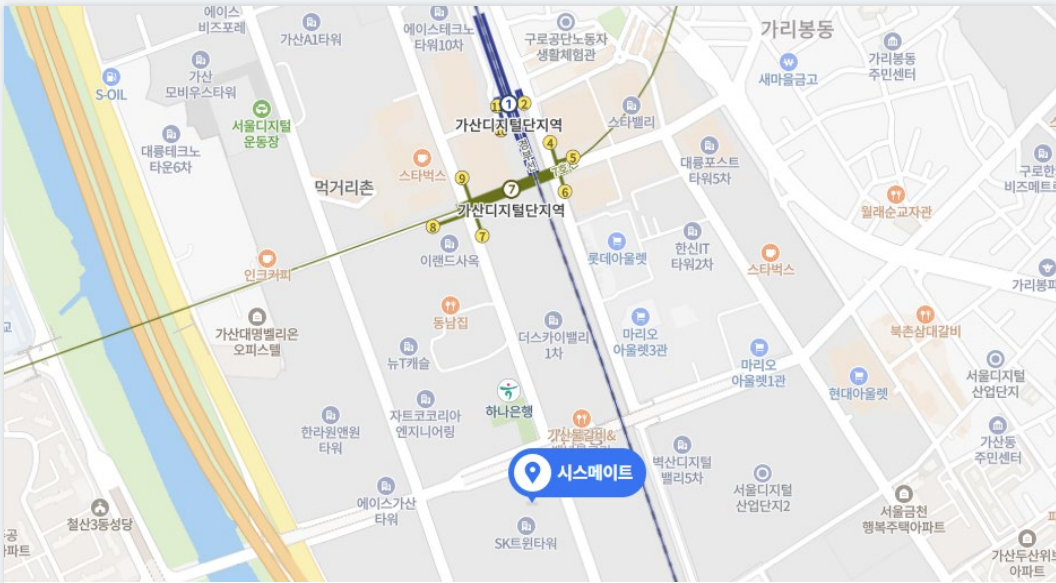 에이스
비즈포레
가산A1타워
에이스테크노
타워10차
구로공단노동자
생활체험관
가리봉동
가리봉동
주민센터
새마을금고
S-OIL
가산
모비우스타워
서울디지털
운동장
대륭테크노
타운6차
1
2
가산디지털단지역
스타밸리
4
5
6
7
가산디지털단지역
9
8
7
스타벅스
먹거리촌
대륭포스트
타워5차
월래순교자관
구로한
이랜드사옥
롯데아울렛
한신IT
타워2차
스타벅스
인크커피
가산대명벨리온
오피스텔
동남집
더스카이밸리
1차
마리오
아울렛3관
마리오
아울렛1관
북촌삼대갈비
뉴T캐슬
하나은행
자트코코리아
엔지니어링
한라원앤원
타워
현대아울렛
서울디지털
산업단지
가산동
주민센터
가산물갈비&
시스메이트
벽산디지털
밸리5차
서울디지털
산업단지2
에이스가산
타워
SK트윈타워
철산3동성당
아파트
서울금천
행복주택아파트
가산두산위브
아파트